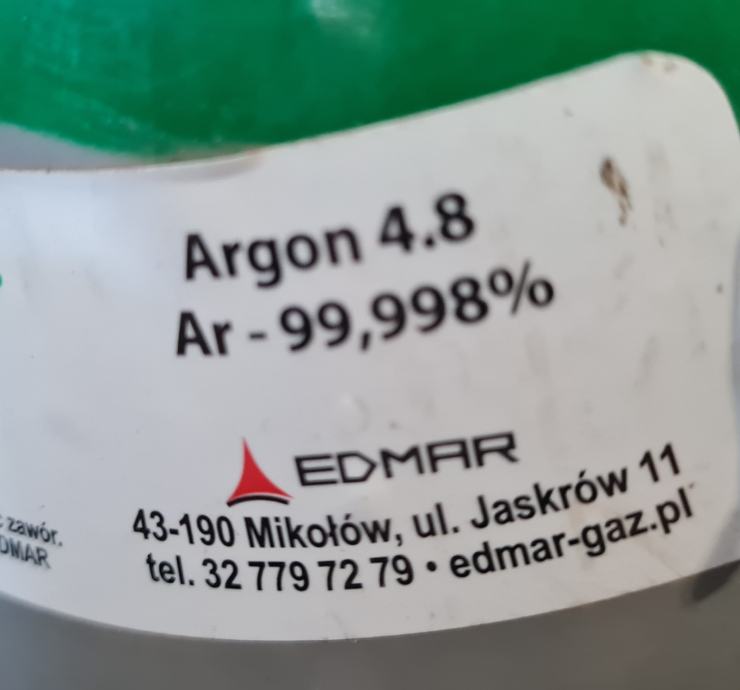 Argon 4.8
Ar - 99,998%
EDMAR
43-190 Mikołów, ul. Jaskrów 11
tel. 32 779 72 79 • edmar-gaz.pl
zawór.